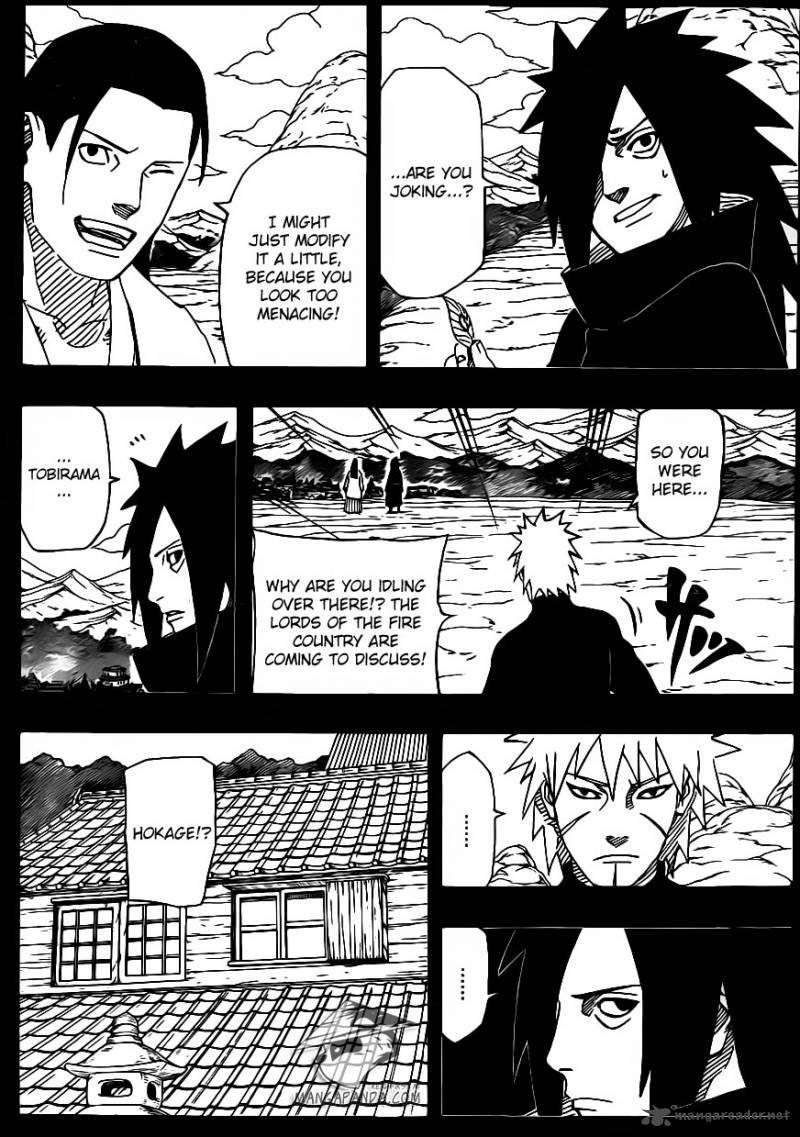 ...ARE YOU
JOKING...?
I MIGHT
JUST MODIFY
IT A LITTLE,
BECAUSE YOU
LOOK TOO
MENACING!
SO YOU
WERE
HERE...
ザッ
WHY ARE YOU IDLING
OVER THERE!? THE
LORDS OF THE FIRE
COUNTRY ARE
COMING TO DISCUSS!
...
TOBIRAMA
...
........
........
HOKAGE!?
MANGAPANDA.COM
mangareader.net